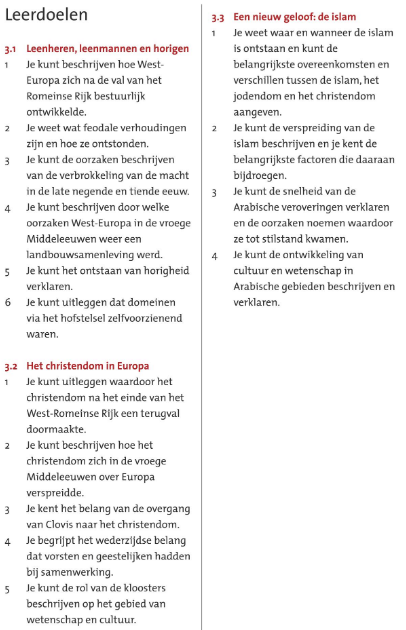 Leerdoelen
3.1 Leenheren, leenmannen en horigen
1 Je kunt beschrijven hoe West-
Europa zich na de val van het
Romeinse Rijk bestuurlijk
ontwikkelde.
2 Je weet wat feodale verhoudingen
zijn en hoe ze ontstonden.
3 Je kunt de oorzaken beschrijven
van de verbrokkeling van de macht
in de late negende en tiende eeuw.
4 Je kunt beschrijven door welke
oorzaken West-Europa in de vroege
Middeleeuwen weer een
landbouwsamenleving werd.
5 Je kunt het ontstaan van horigheid
verklaren.
6 Je kunt uitleggen dat domeinen
via het hofstelsel zelfvoorzienend
waren.
3.2 Het christendom in Europa
1 Je kunt uitleggen waardoor het
christendom na het einde van het
West-Romeinse Rijk een terugval
doormaakte.
2 Je kunt beschrijven hoe het
christendom zich in de vroege
Middeleeuwen over Europa
verspreidde.
3 Je kent het belang van de overgang
van Clovis naar het christendom.
4 Je begrijpt het wederzijdse belang
dat vorsten en geestelijken hadden
bij samenwerking.
5 Je kunt de rol van de kloosters
beschrijven op het gebied van
wetenschap en cultuur.
3.3 Een nieuw geloof: de islam
1 Je weet waar en wanneer de islam
is ontstaan en kunt de
belangrijkste overeenkomsten en
verschillen tussen de islam, het
jodendom en het christendom
aangeven.
2 Je kunt de verspreiding van de
islam beschrijven en je kent de
belangrijkste factoren die daaraan
bijdroegen.
3 Je kunt de snelheid van de
Arabische veroveringen verklaren
en de oorzaken noemen waardoor
ze tot stilstand kwamen.
4 Je kunt de ontwikkeling van
cultuur en wetenschap in
Arabische gebieden beschrijven en
verklaren.